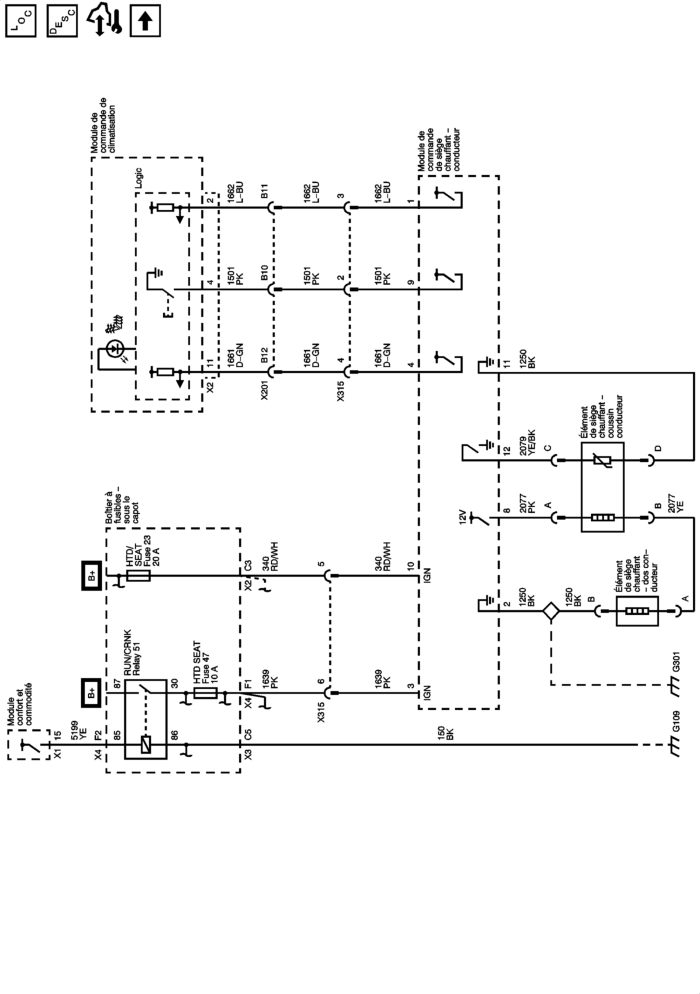 LOC
DESC
Module
confort et
commodité
15
X1
5199
YE
F2
X4
B+
B+
Boîtier à
fusibles –
sous le
capot
RUN/CRNK
Relay 51
87
85
30
86
HTD SEAT
Fuse 47
10 A
HTD/
SEAT
Fuse 23
20 A
C5
X3
F1
X4
1639
PK
C3
X2
340
RD/WH
6
X315
5
1639
PK
340
RD/WH
3
IGN
10
IGN
150
BK
G109
Module de
commande de
climatisation
Logic
11
X2
4
2
1661
D–GN
1501
PK
1662
L–BU
B12
X201
B10
B11
1661
D–GN
1501
PK
1662
L–BU
4
X315
2
3
1661
D–GN
1501
PK
1662
L–BU
4
9
1
Module de
commande
de siège
chauffant –
conducteur
12V
2
8
12
11
1250
BK
2077
PK
2079
YE/BK
1250
BK
1250
BK
B
A
C
Élément
de siège
chauffant
– dos con–
ducteur
Élément
de siège
chauffant –
coussin
conducteur
A
B
D
2077
YE
G301